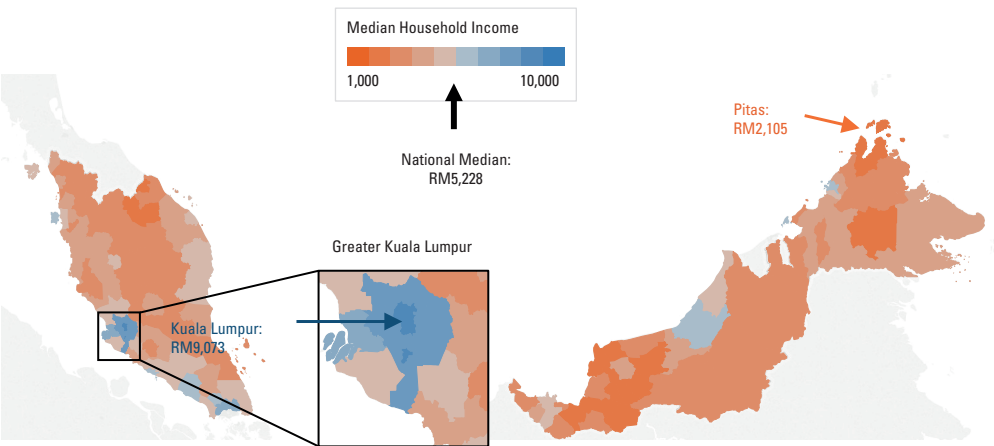 Median Household Income
1,000
10,000
National Median:
RM5,228
Pitas:
RM2,105
Greater Kuala Lumpur
Kuala Lumpur:
RM9,073